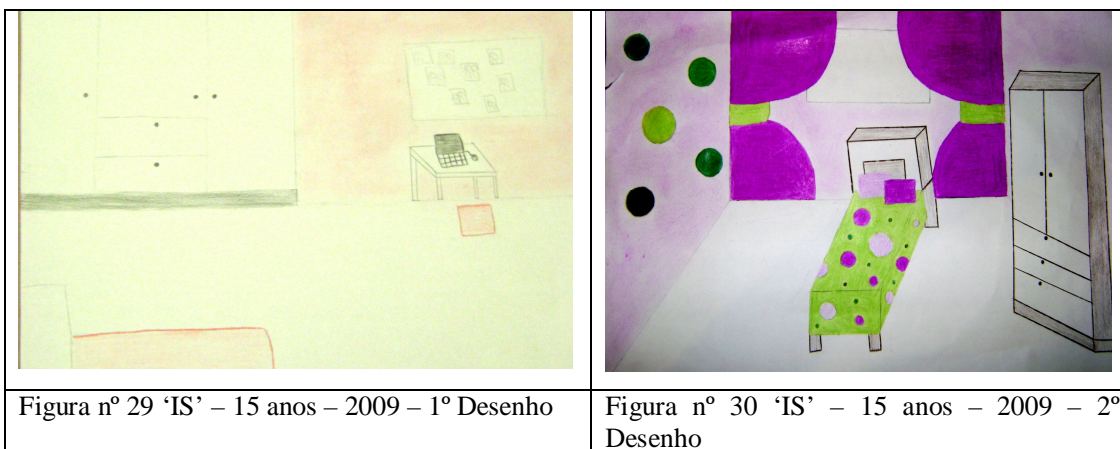 Figura nº 29 ‘IS’ – 15 anos – 2009 – 1º Desenho
Figura nº 30 ‘IS’ – 15 anos – 2009 – 2º
Desenho